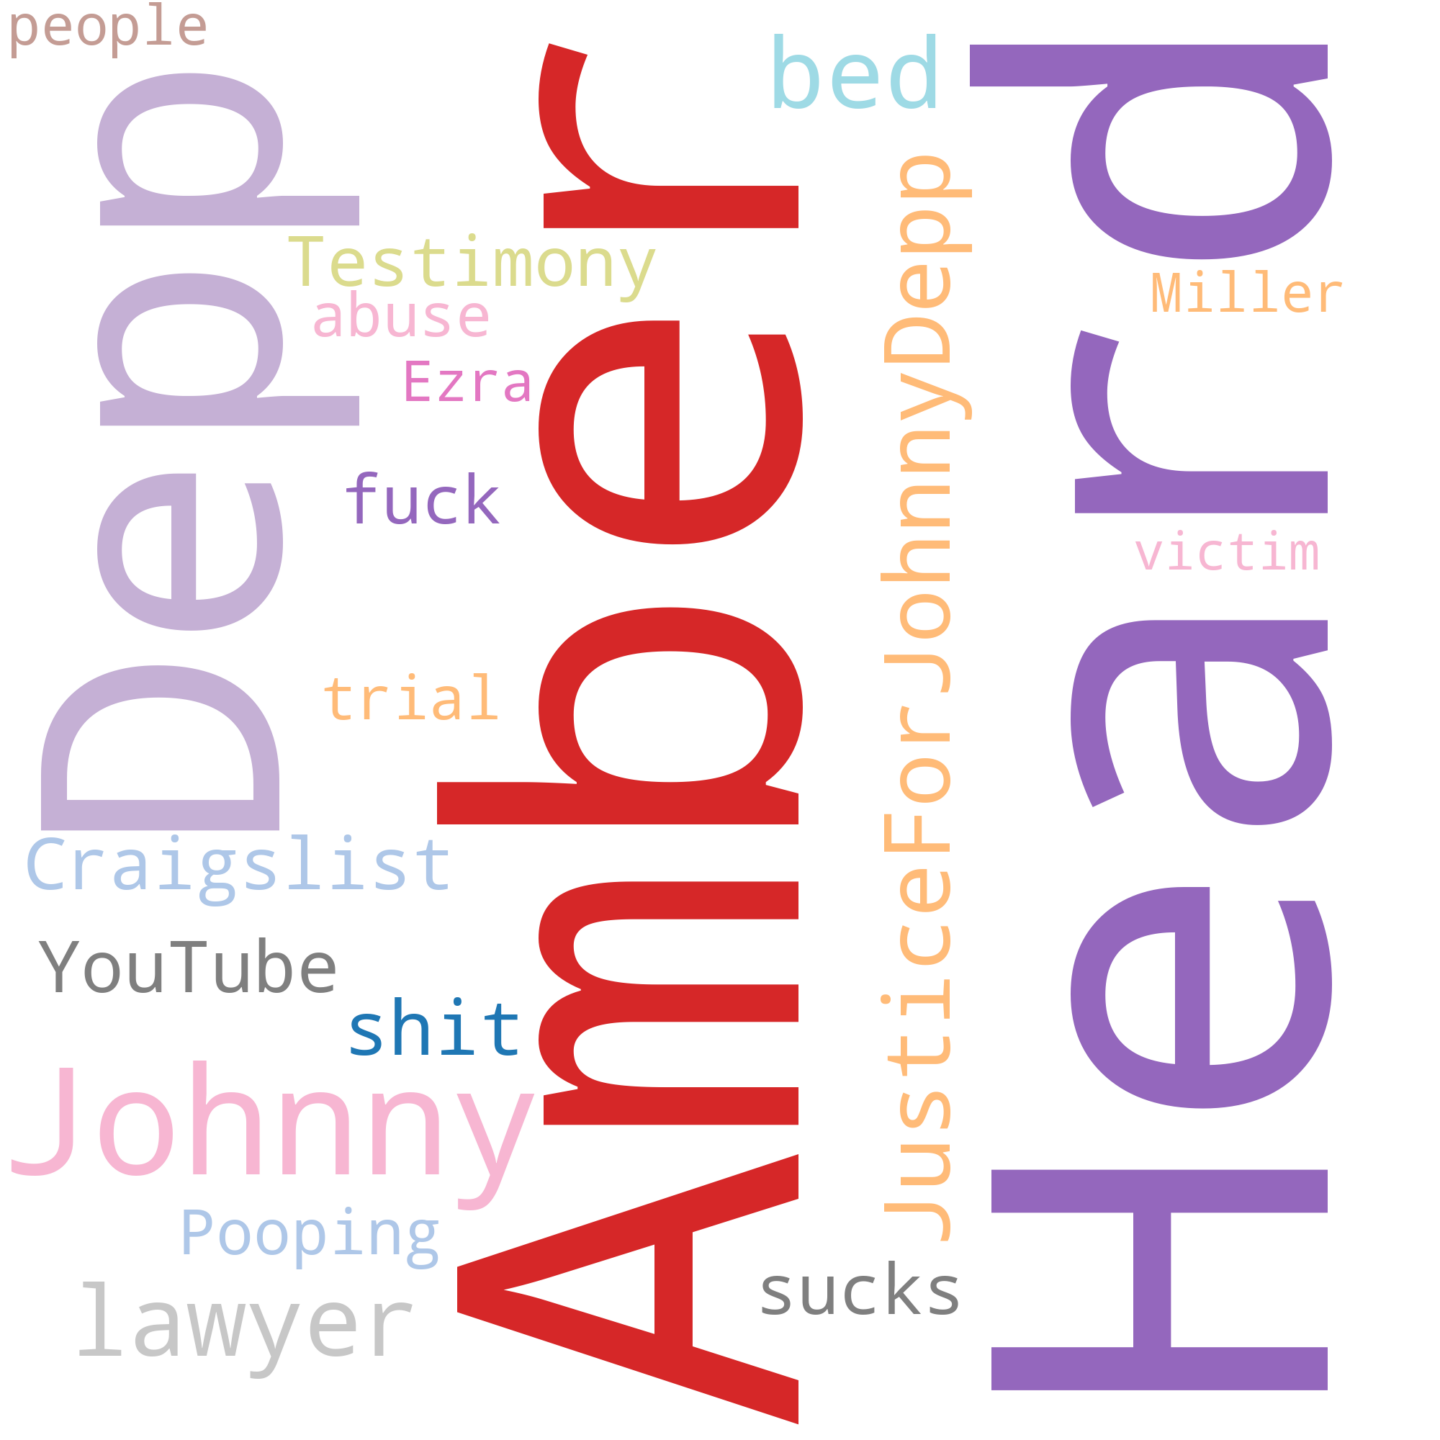 people
bed
Depp
Amber
Heard
Testimony
JusticeForJohnnyDepp
Miller
abuse
Ezra
fuck
victim
trial
Craigslist
YouTube
shit
Johnny
Pooping
sucks
lawyer